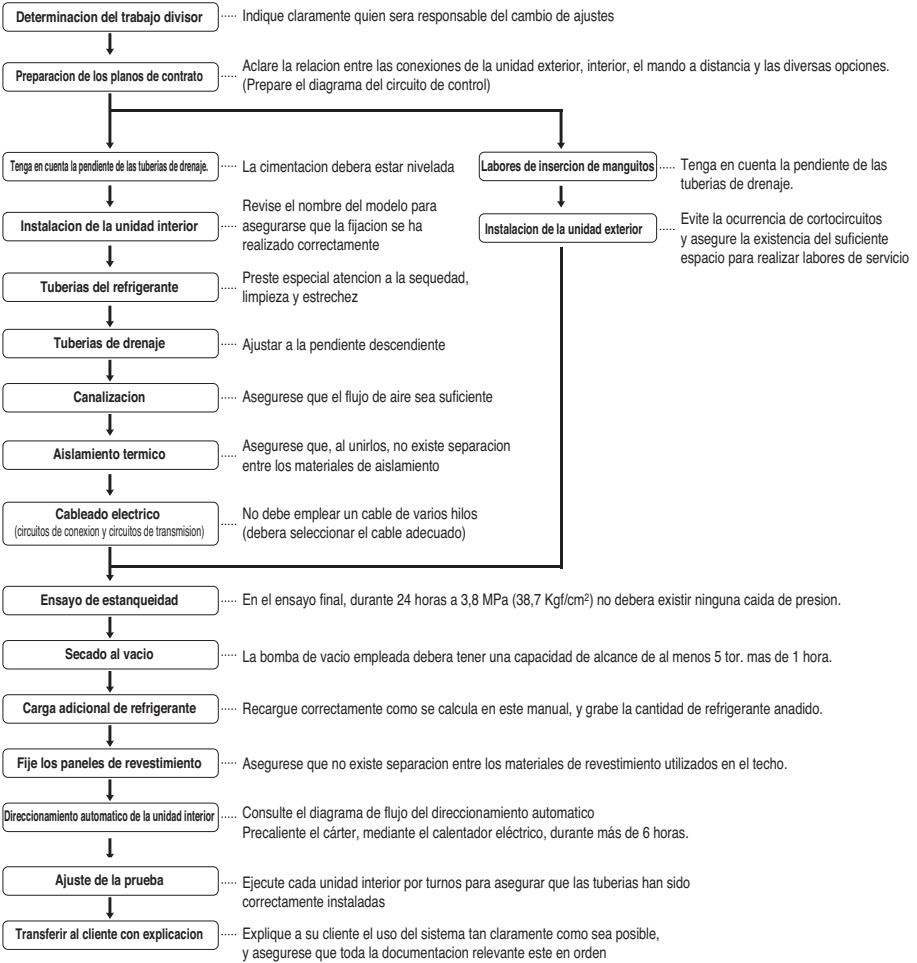 Determinacion del trabajo divisor
Indique claramente quien sera responsable del cambio de ajustes
Preparacion de los planos de contrato
Aclare la relacion entre las conexiones de la unidad exterior, interior, el mando a distancia y las diversas opciones.
(Prepare el diagrama del circuito de control)
Tenga en cuenta la pendiente de las tuberias de drenaje.
La cimentacion debera estar nivelada
Labores de insercion de manguitos
Tenga en cuenta la pendiente de las
tuberias de drenaje.
Instalacion de la unidad interior
Revise el nombre del modelo para
asegurarse que la fijacion se ha
realizado correctamente
Instalacion de la unidad exterior
Evite la ocurrencia de cortocircuitos
y asegure la existencia del suficiente
espacio para realizar labores de servicio
Tuberias del refrigerante
Preste especial atencion a la sequedad,
limpieza y estrechez
Tuberias de drenaje
Ajustar a la pendiente descendiente
Canalizacion
Asegurese que el flujo de aire sea suficiente
Aislamiento termico
Asegurese que, al unirlos, no existe separacion
entre los materiales de aislamiento
Cableado electrico
(circuitos de conexion y circuitos de transmision)
No debe emplear un cable de varios hilos
(debera seleccionar el cable adecuado)
Ensayo de estanqueidad
En el ensayo final, durante 24 horas a 3,8 MPa (38,7 Kgf/cm²) no debera existir ninguna caida de presion.
Secado al vacio
La bomba de vacio empleada debera tener una capacidad de alcance de al menos 5 tor. mas de 1 hora.
Carga adicional de refrigerante
Recargue correctamente como se calcula en este manual, y grabe la cantidad de refrigerante anadido.
Fije los paneles de revestimiento
Asegurese que no existe separacion entre los materiales de revestimiento utilizados en el techo.
Direccionamiento automatico de la unidad interior
Consulte el diagrama de flujo del direccionamiento automatico
Precaliente el cárter, mediante el calentador eléctrico, durante más de 6 horas.
Ajuste de la prueba
Ejecute cada unidad interior por turnos para asegurar que las tuberias han sido
correctamente instaladas
Transferir al cliente con explicacion
Explique a su cliente el uso del sistema tan claramente como sea posible,
y asegurese que toda la documentacion relevante este en orden